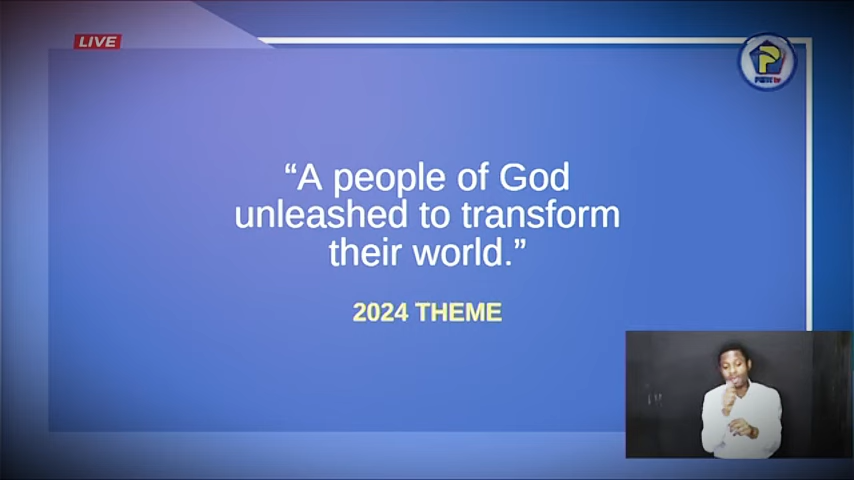 LIVE
P
“A people of God
unleashed to transform
their world.”
2024 THEME